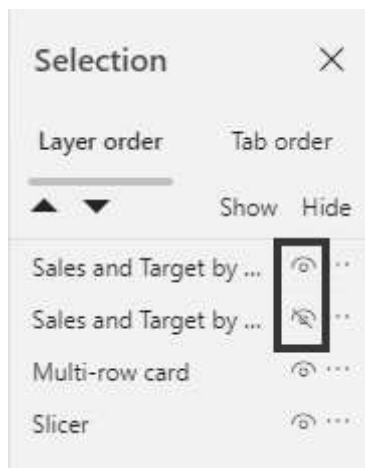 Selection
Layer order Tab order
Show Hide
Sales and Target by ...
Sales and Target by ...
Multi-row card
Slicer